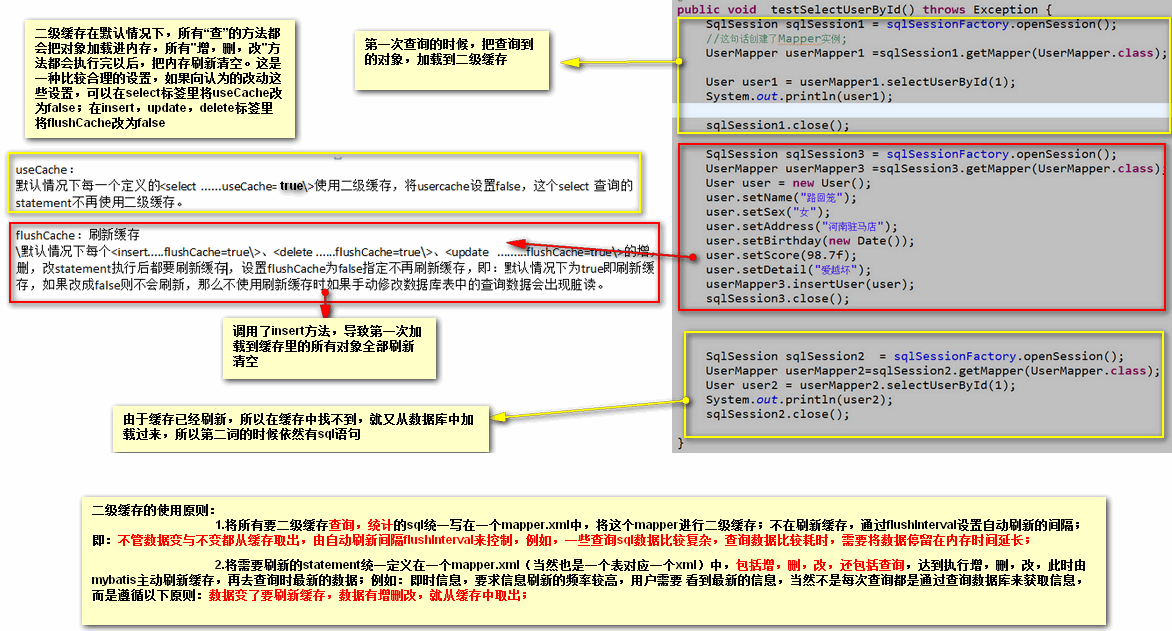 二级缓存在默认情况下，所有“查”的方法都
会把对象加载进内存，所有"增，删，改”方
法都会执行完以后，把内存刷新清空。这是
一种比较合理的设置，如果向认为的改动这
些设置，可以在select标签里将useCache改
为false；在insert，update，delete标签里
将flushCache改为false
第一次查询的时候，把查询到
的对象，加载到二级缓存
useCache：
默认情况下每一个定义的<select ......useCache= true\>使用二级缓存，将usercache设置false，这个select 查询的
statement不再使用二级缓存。
flushCache：刷新缓存
\默认情况下每个<insert.....flushCache=true\>、<delete ......flushCache=true\>、<update .........flushCache=true\>的增，
删，改statement执行后都要刷新缓存，设置flushCache为false指定不再刷新缓存，即：默认情况下为true即刷新缓
存，如果改成false则不会刷新，那么不使用刷新缓存时如果手动修改数据库表中的查询数据会出现脏读。
调用了insert方法，导致第一次加
载到缓存里的所有对象全部刷新
清空
由于缓存已经刷新，所以在缓存中找不到，就又从数据库中加
载过来，所以第二词的时候依然有sql语句
public void testSelectUserById() throws Exception {
SqlSession sqlSession1 = sqlSessionFactory.openSession();
//这句话创建了Mapper实例;
UserMapper userMapper1 =sqlSession1.getMapper(UserMapper.class);
User user1 = userMapper1.selectUserById(1);
System.out.println(user1);
sqlSession1.close();
SqlSession sqlSession3 = sqlSessionFactory.openSession();
UserMapper userMapper3 =sqlSession3.getMapper(UserMapper.class);
User user = new User();
user.setName("路回笼");
user.setSex("女");
user.setAddress("河南驻马店");
user.setBirthday(new Date());
user.setScore(98.7f);
user.setDetail("爱越坏");
userMapper3.insertUser(user);
sqlSession3.close();
SqlSession sqlSession2 = sqlSessionFactory.openSession();
UserMapper userMapper2=sqlSession2.getMapper(UserMapper.class);
User user2 = userMapper2.selectUserById(1);
System.out.println(user2);
sqlSession2.close();
}
二级缓存的使用原则：
1.将所有要二级缓存查询，统计的sql统一写在一个mapper.xml中，将这个mapper进行二级缓存；不在刷新缓存，通过flushInterval设置自动刷新的间隔；
即：不管数据变与不变都从缓存取出，由自动刷新间隔flushInterval来控制，例如，一些查询sql数据比较复杂，查询数据比较耗时，需要将数据停留在内存时间延长；
2.将需要刷新的statement统一定义在一个mapper.xml（当然也是一个表对应一个xml）中，包括增，删，改，还包括查询，达到执行增，删，改，此时由
mybatis主动刷新缓存，再去查询时最新的数据；例如：即时信息，要求信息刷新的频率较高，用户需要 看到最新的信息，当然不是每次查询都是通过查询数据库来获取信息，
而是遵循以下原则：数据变了要刷新缓存，数据有增删改，就从缓存中取出；